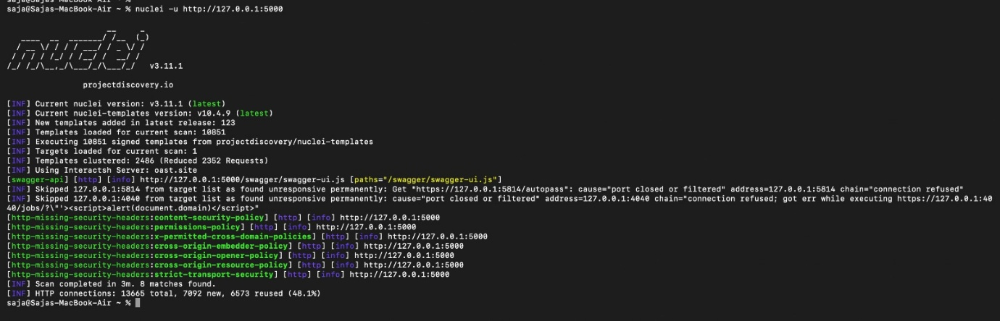 saja@Sajas-MacBook-Air ~ % nuclei -u http://127.0.0.1:5000
nuclei v3.11.1
projectdiscovery.io
[INF] Current nuclei version: v3.11.1 (latest)
[INF] Current nuclei-templates version: v10.4.9 (latest)
[INF] New templates added in latest release: 123
[INF] Templates loaded for current scan: 10851
[INF] Executing 10851 signed templates from projectdiscovery/nuclei-templates
[INF] Targets loaded for current scan: 1
[INF] Templates clustered: 2486 (Reduced 2352 Requests)
[INF] Using Interactsh Server: oast.site
[swagger-api] [http] [info] http://127.0.0.1:5000/swagger/swagger-ui.js [paths="/swagger/swagger-ui.js"]
[INF] Skipped 127.0.0.1:5814 from target list as found unresponsive permanently: Get "https://127.0.0.1:5814/autopass": cause="port closed or filtered" address=127.0.0.1:5814 chain="connection refused"
[INF] Skipped 127.0.0.1:4040 from target list as found unresponsive permanently: cause="port closed or filtered" address=127.0.0.1:4040 chain="connection refused; got err while executing https://127.0.0.1:40
40/jobs/?\"'><script>alert(document.domain)</script>"
[http-missing-security-headers:content-security-policy] [http] [info] http://127.0.0.1:5000
[http-missing-security-headers:permissions-policy] [http] [info] http://127.0.0.1:5000
[http-missing-security-headers:x-permitted-cross-domain-policies] [http] [info] http://127.0.0.1:5000
[http-missing-security-headers:cross-origin-embedder-policy] [http] [info] http://127.0.0.1:5000
[http-missing-security-headers:cross-origin-opener-policy] [http] [info] http://127.0.0.1:5000
[http-missing-security-headers:cross-origin-resource-policy] [http] [info] http://127.0.0.1:5000
[http-missing-security-headers:strict-transport-security] [http] [info] http://127.0.0.1:5000
[INF] Scan completed in 3m. 8 matches found.
[INF] HTTP connections: 13665 total, 7092 new, 6573 reused (48.1%)
saja@Sajas-MacBook-Air ~ %